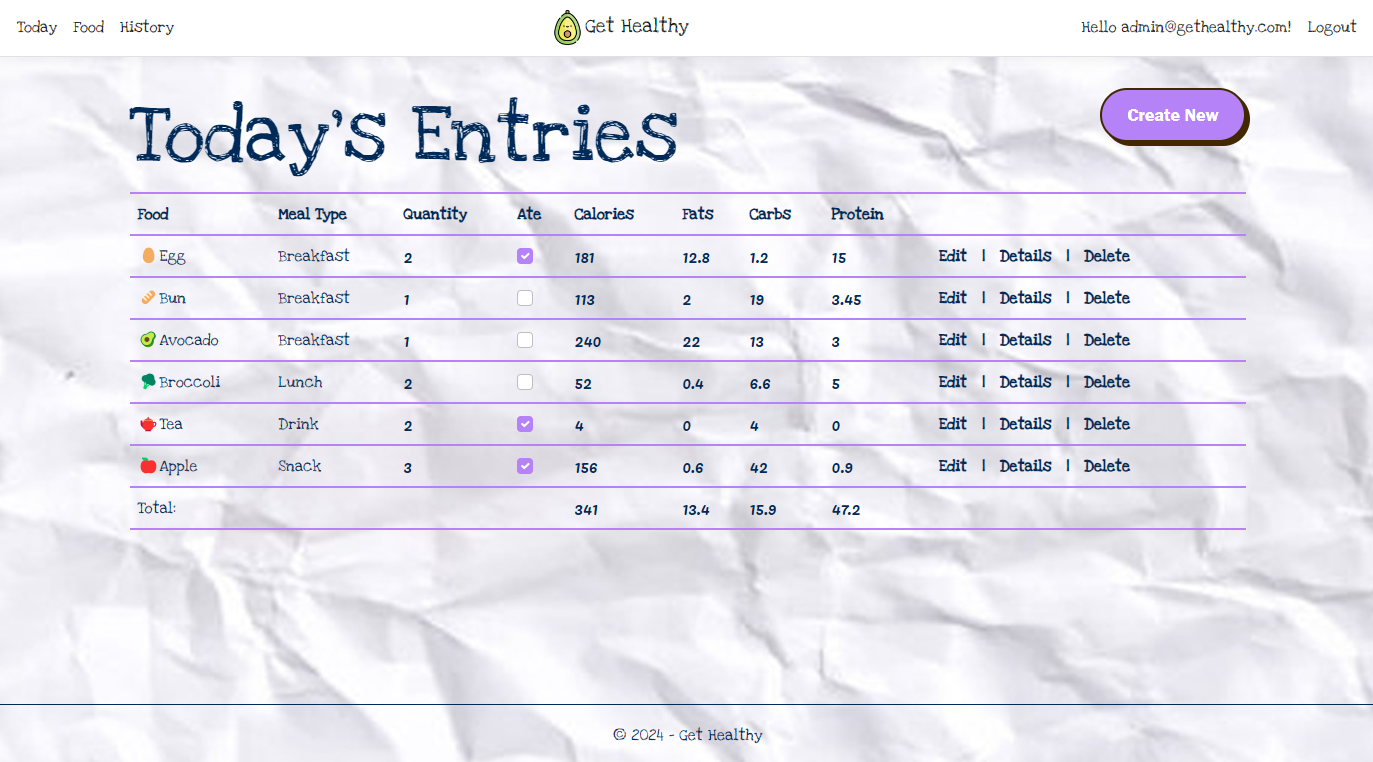 Today Food History Get Healthy Hello admin@gethealthy.com! Logout
Today's Entries
Create New
Food Meal Type Quantity Ate Calories Fats Carbs Protein
Egg Breakfast 2 181 12.8 1.2 15 Edit | Details | Delete
Bun Breakfast 1 113 2 19 3.45 Edit | Details | Delete
Avocado Breakfast 1 240 22 13 3 Edit | Details | Delete
Broccoli Lunch 2 52 0.4 6.6 5 Edit | Details | Delete
Tea Drink 2 4 0 4 0 Edit | Details | Delete
Apple Snack 3 156 0.6 42 0.9 Edit | Details | Delete
Total: 341 13.4 15.9 47.2
© 2024 - Get Healthy